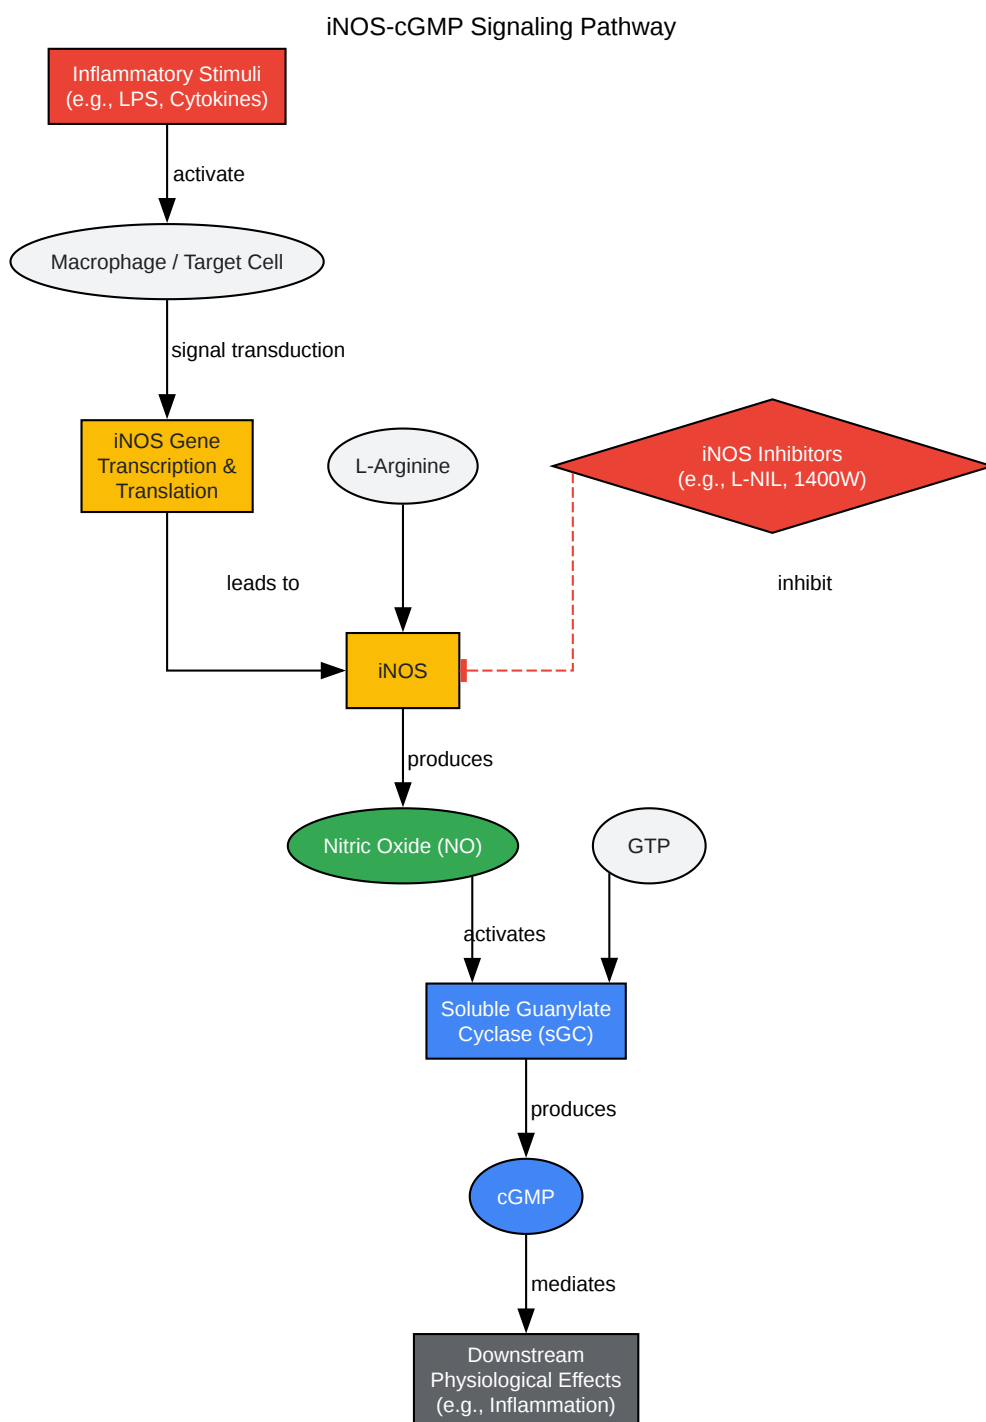 iNOS-cGMP Signaling Pathway
Inflammatory Stimuli
(e.g., LPS, Cytokines)
activate
Macrophage / Target Cell
signal transduction
iNOS Gene
Transcription &
Translation
L-Arginine
iNOS Inhibitors
(e.g., L-NIL, 1400W)
leads to
inhibit
iNOS
produces
Nitric Oxide (NO)
GTP
activates
Soluble Guanylate
Cyclase (sGC)
produces
cGMP
mediates
Downstream
Physiological Effects
(e.g., Inflammation)